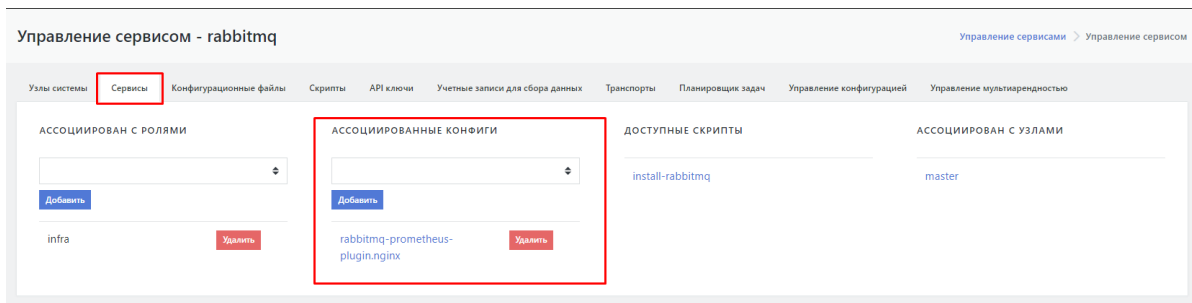 Управление сервисом - rabbitmq
Управление сервисами > Управление сервисом
Узлы системы Сервисы Конфигурационные файлы Скрипты API ключи Учетные записи для сбора данных Транспорты Планировщик задач Управление конфигурацией Управление мультиарендностью
АССОЦИИРОВАН С РОЛЯМИ
Добавить
infra Удалить
АССОЦИИРОВАННЫЕ КОНФИГИ
Добавить
rabbitmq-prometheus- Удалить
plugin.nginx
ДОСТУПНЫЕ СКРИПТЫ
install-rabbitmq
АССОЦИИРОВАН С УЗЛАМИ
master